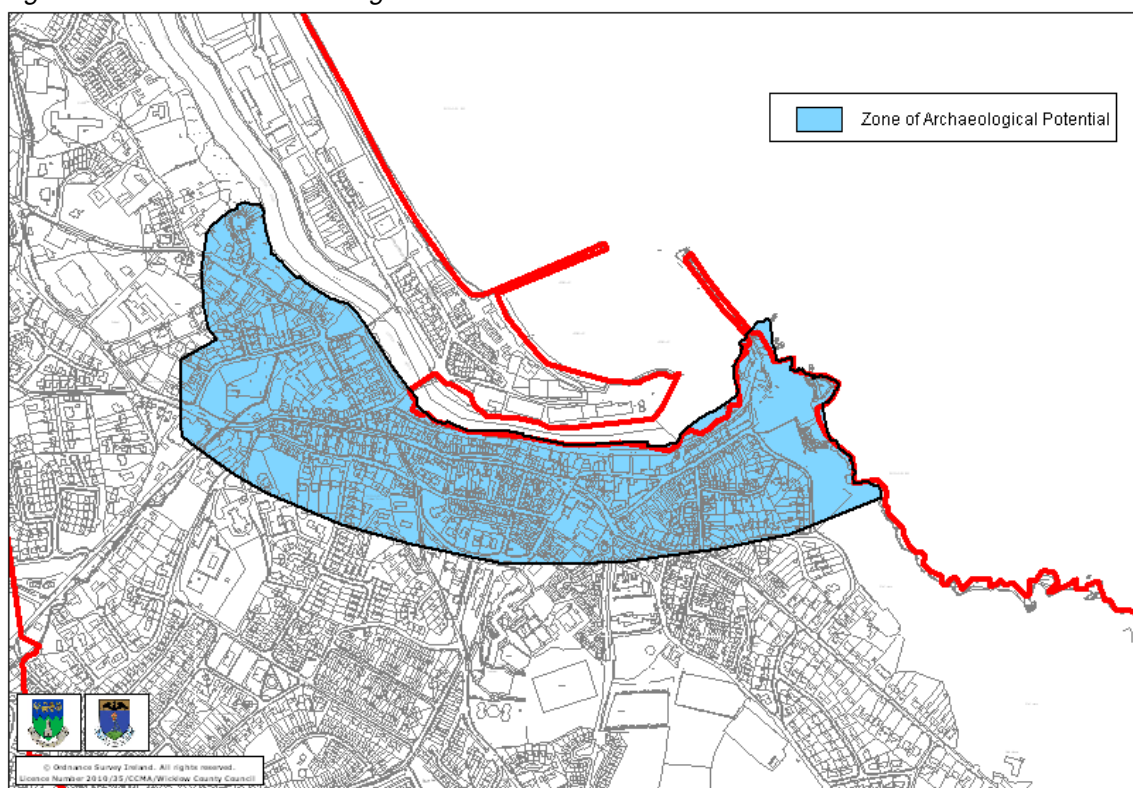 Zone of Archaeological Potential
© Ordnance Survey Ireland. All rights reserved.
Licence Number 2010/35/CCMA/Wicklow County Council